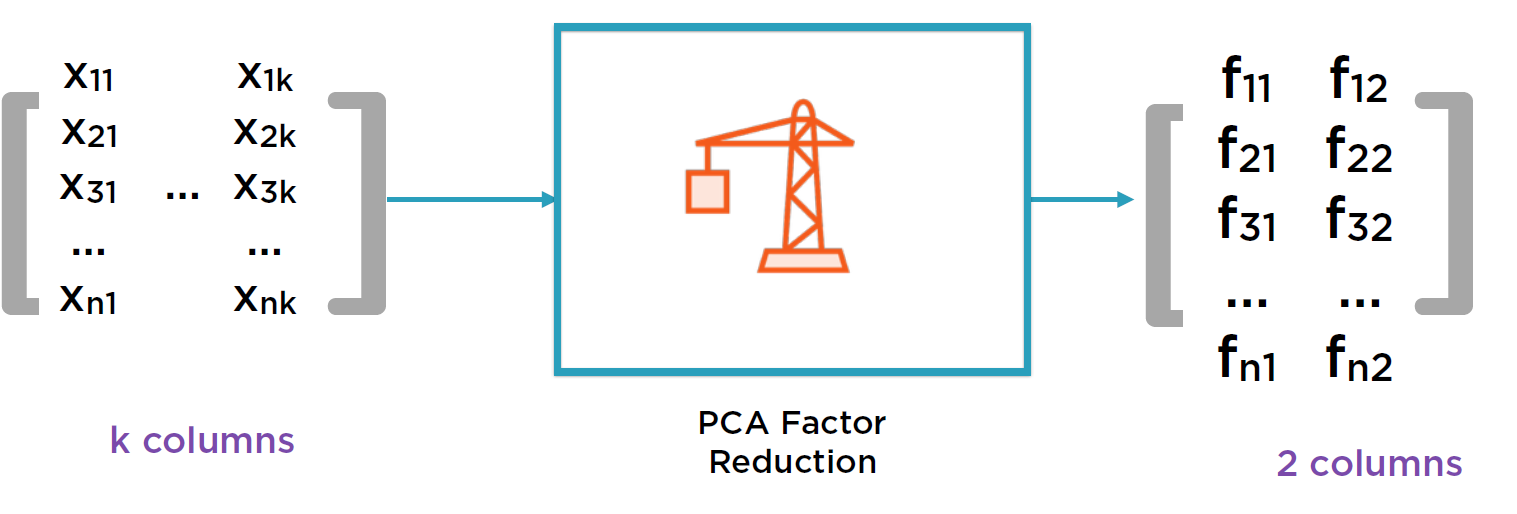 x11 x1k
x21 x2k
x31 ... x3k
... ...
xn1 xnk
k columns
PCA Factor
Reduction
f11 f12
f21 f22
f31 f32
... ...
fn1 fn2
2 columns